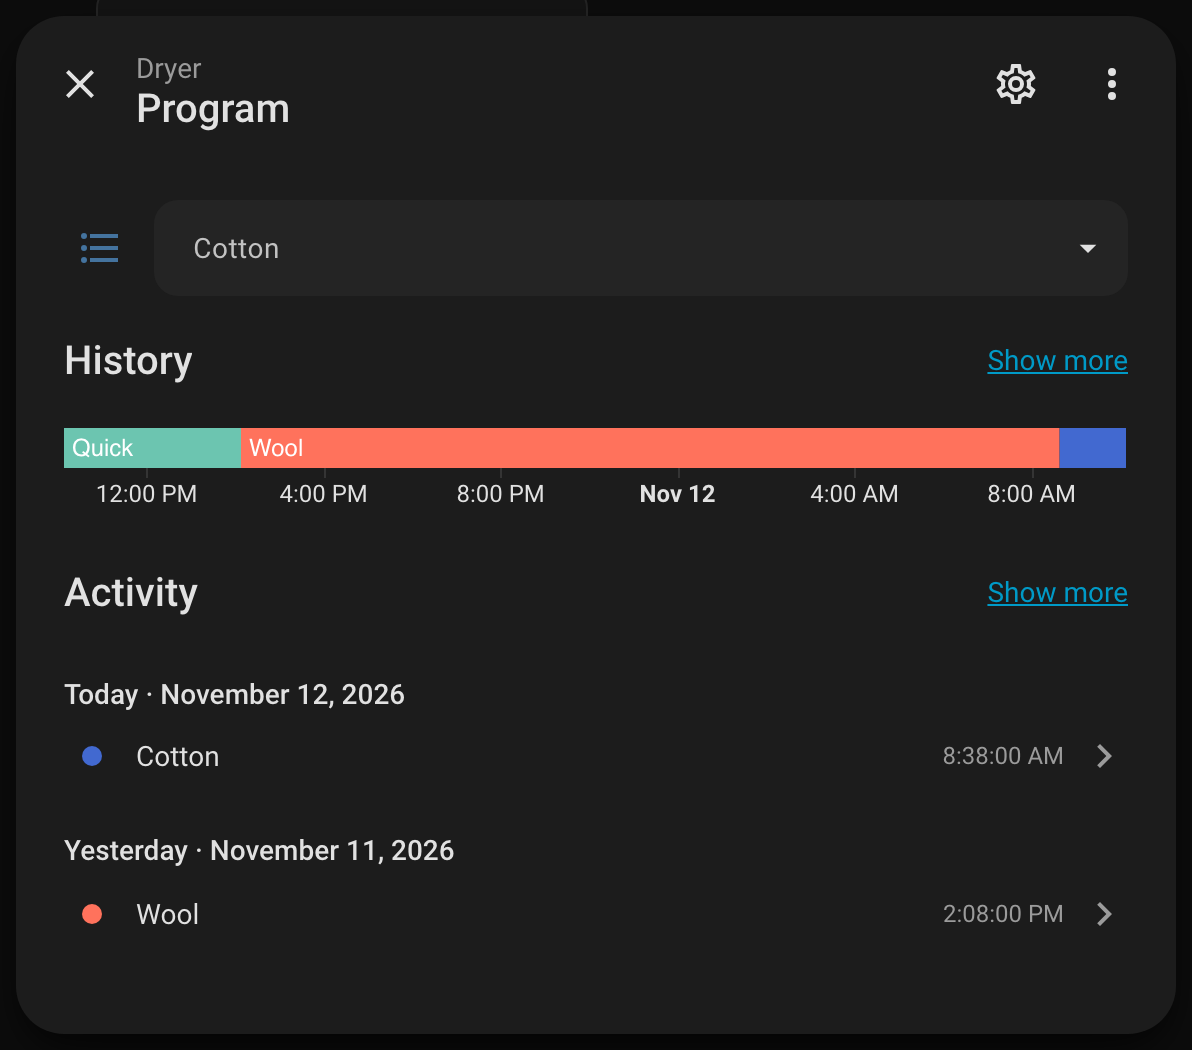 Dryer
Program
Cotton
History
Show more
Quick
Wool
12:00 PM
4:00 PM
8:00 PM
Nov 12
4:00 AM
8:00 AM
Activity
Show more
Today · November 12, 2026
Cotton
8:38:00 AM
Yesterday · November 11, 2026
Wool
2:08:00 PM